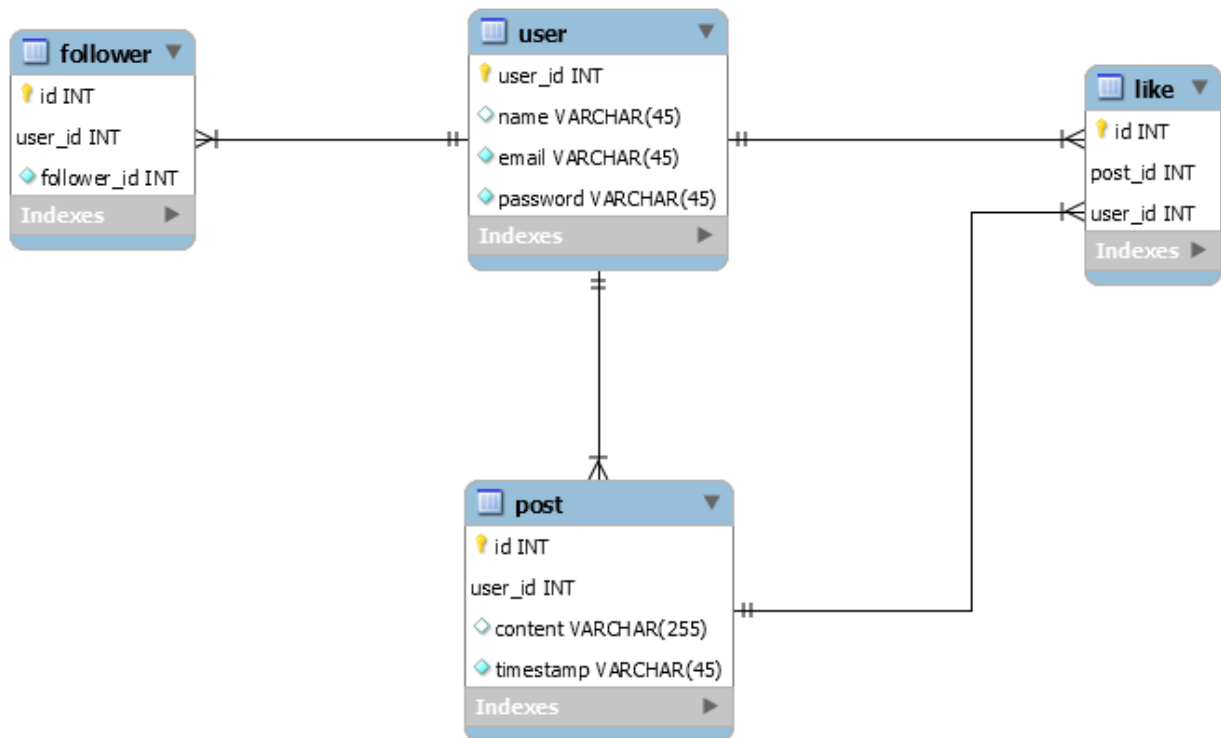 follower
id INT
user_id INT
follower_id INT
Indexes
user
user_id INT
name VARCHAR(45)
email VARCHAR(45)
password VARCHAR(45)
Indexes
like
id INT
post_id INT
user_id INT
Indexes
post
id INT
user_id INT
content VARCHAR(255)
timestamp VARCHAR(45)
Indexes